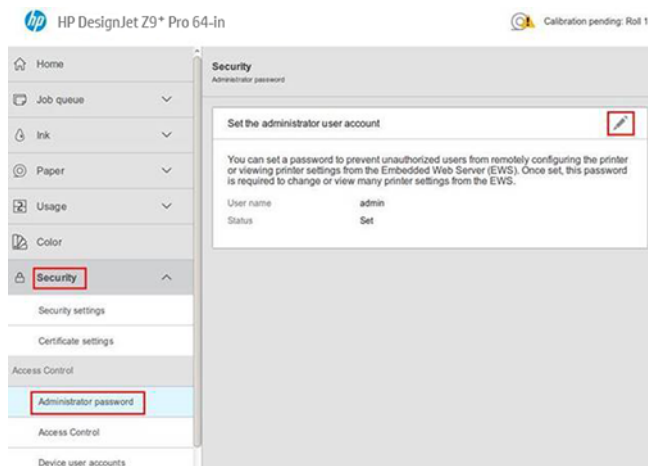 hp HP DesignJet Z9+ Pro 64-in
Calibration pending: Roll 1
Home
Job queue
Ink
Paper
Usage
Color
Security
Security settings
Certificate settings
Access Control
Administrator password
Access Control
Device user accounts
Security
Administrator password
Set the administrator user account
You can set a password to prevent unauthorized users from remotely configuring the printer
or viewing printer settings from the Embedded Web Server (EWS). Once set, this password
is required to change or view many printer settings from the EWS.
User name admin
Status Set